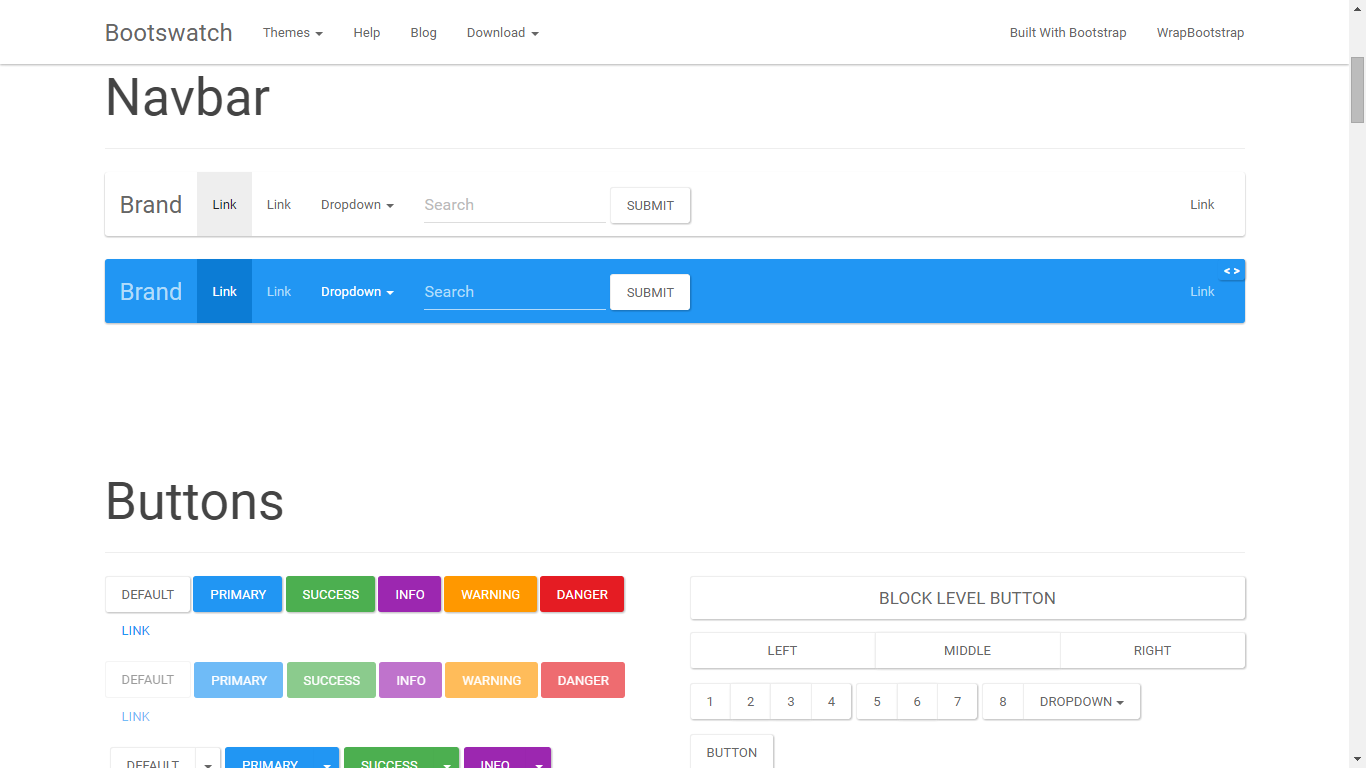 Bootswatch Themes Help Blog Download Built With Bootstrap WrapBootstrap
Navbar
Brand Link Link Dropdown Search SUBMIT Link
< >
Brand Link Link Dropdown Search SUBMIT Link
Buttons
DEFAULT PRIMARY SUCCESS INFO WARNING DANGER
LINK
DEFAULT PRIMARY SUCCESS INFO WARNING DANGER
LINK
DEFAULT PRIMARY SUCCESS INFO
BLOCK LEVEL BUTTON
LEFT MIDDLE RIGHT
1 2 3 4 5 6 7 8 DROPDOWN
BUTTON